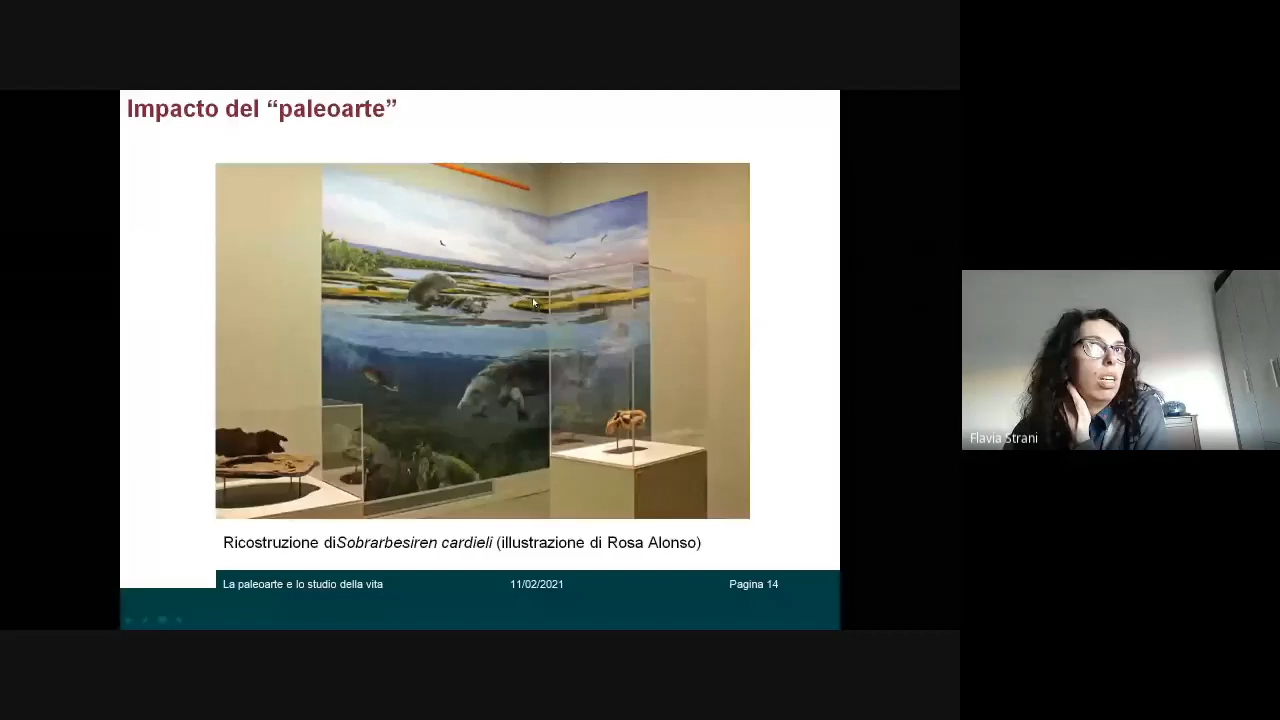 Impacto del “paleoarte”
Ricostruzione diSobrarbesiren cardieli (illustrazione di Rosa Alonso)
La paleoarte e lo studio della vita 11/02/2021 Pagina 14
Flavia Strani